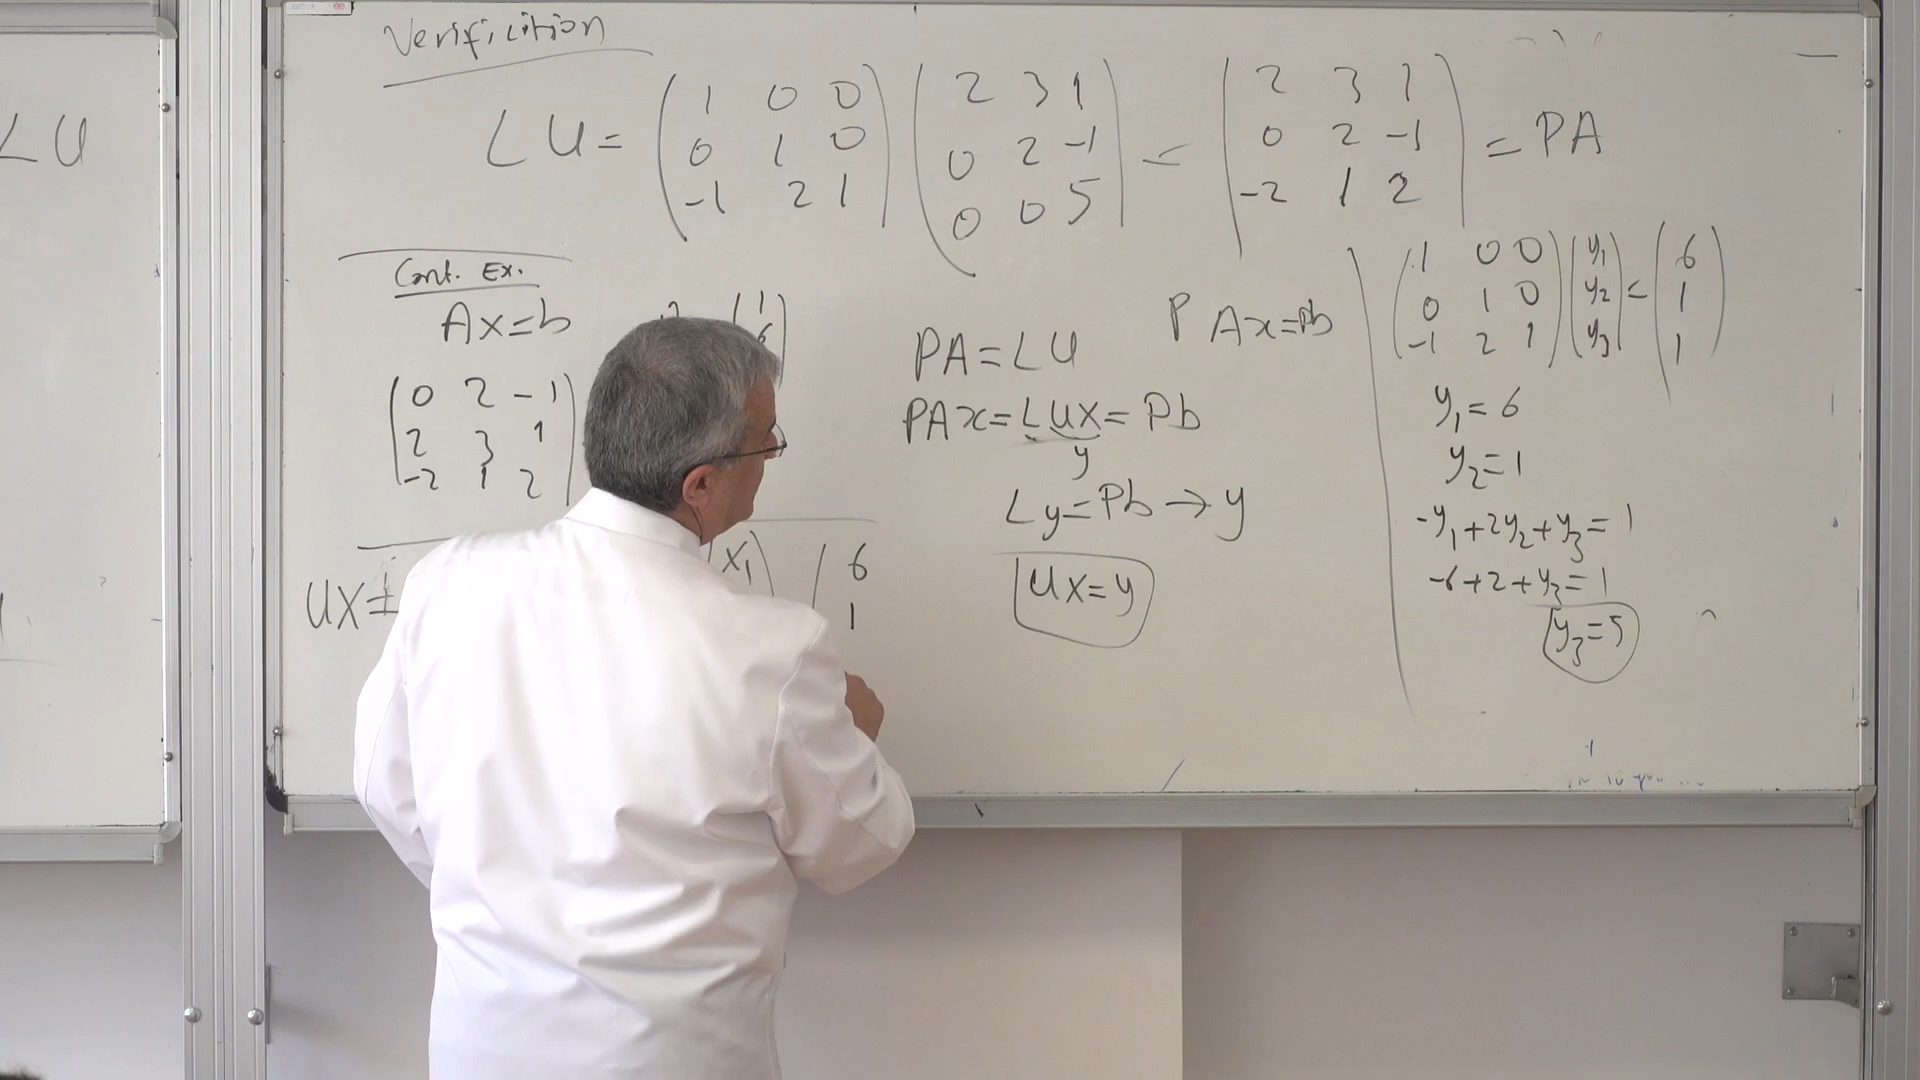 LU
Verificition
LU= (1 0 0 / 0 1 0 / -1 2 1) (2 3 1 / 0 2 -1 / 0 0 5) = (2 3 1 / 0 2 -1 / -2 1 2) = PA
Cont. Ex.
Ax=b
(1 / 6
(0 2 -1 / 2 3 1 / -2 1 2)
UX=
(x1)
(6 / 1
PA=LU
PAx=LUX=Pb
y
Ly=Pb→y
UX=y
P Ax=Pb
(1 0 0 / 0 1 0 / -1 2 1) (y1 / y2 / y3) = (6 / 1 / 1)
y1=6
y2=1
-y1+2y2+y3=1
-6+2+y3=1
y3=5